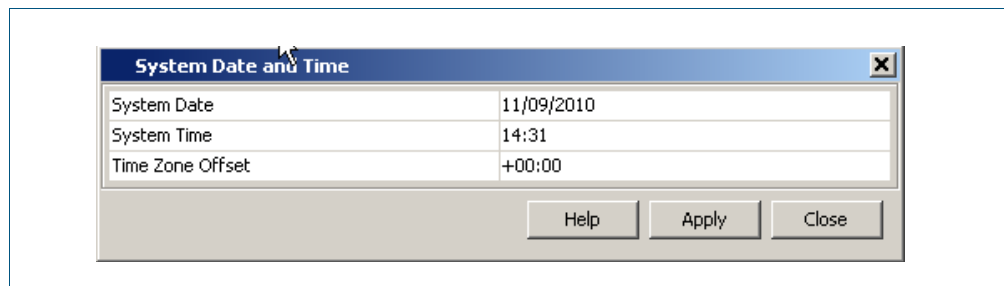 System Date and Time
System Date 11/09/2010
System Time 14:31
Time Zone Offset +00:00
Help Apply Close